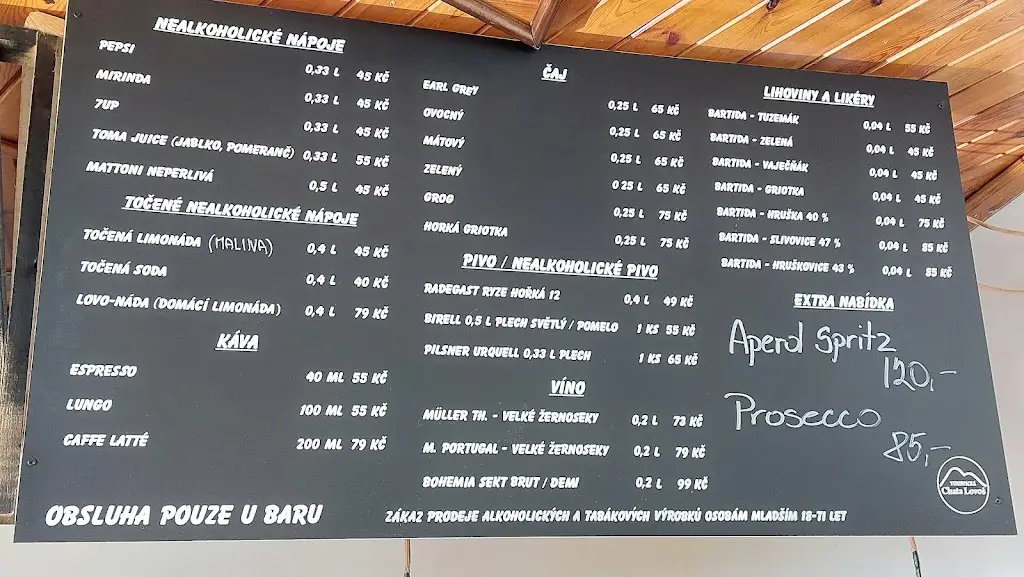 NEALKOHOLICKÉ NÁPOJE
PEPSI 0,33 L 45 KČ
MIRINDA 0,33 L 45 KČ
7UP 0,33 L 45 KČ
TOMA JUICE (JABLKO, POMERANČ) 0,33 L 55 KČ
MATTONI NEPERLIVÁ 0,5 L 45 KČ
TOČENÉ NEALKOHOLICKÉ NÁPOJE
TOČENÁ LIMONÁDA (MALINA) 0,4 L 45 KČ
TOČENÁ SODA 0,4 L 40 KČ
LOVO-NÁDA (DOMÁCÍ LIMONÁDA) 0,4 L 79 KČ
KÁVA
ESPRESSO 40 ML 55 KČ
LUNGO 100 ML 55 KČ
CAFFE LATTÉ 200 ML 79 KČ
ČAJ
EARL GREY 0,25 L 65 KČ
OVOCNÝ 0,25 L 65 KČ
MÁTOVÝ 0,25 L 65 KČ
ZELENÝ 0 25 L 65 KČ
GROG 0,25 L 75 KČ
HORKÁ GRIOTKA 0,25 L 75 KČ
PIVO / NEALKOHOLICKÉ PIVO
RADEGAST RYZE HOŘKÁ 12 0,4 L 49 KČ
BIRELL 0,5 L PLECH SVĚTLÝ / POMELO 1 KS 55 KČ
PILSNER URQUELL 0,33 L PLECH 1 KS 65 KČ
VÍNO
MÜLLER TH. - VELKÉ ŽERNOSEKY 0,2 L 73 KČ
M. PORTUGAL - VELKÉ ŽERNOSEKY 0,2 L 79 KČ
BOHEMIA SEKT BRUT / DEMI 0,2 L 99 KČ
LIHOVINY A LIKÉRY
BARTIDA - TUZEMÁK 0,04 L 55 KČ
BARTIDA - ZELENÁ 0,04 L 45 KČ
BARTIDA - VAJEČŇÁK 0,04 L 45 KČ
BARTIDA - GRIOTKA 0,04 L 45 KČ
BARTIDA - HRUŠKA 40 % 0,04 L 75 KČ
BARTIDA - SLIVOVICE 47 % 0,04 L 85 KČ
BARTIDA - HRUŠKOVICE 43 % 0,04 L 85 KČ
EXTRA NABÍDKA
Aperol Spritz
120,-
Prosecco
85,-
TURISTICKÁ
Chata Lovoš
OBSLUHA POUZE U BARU
ZÁKAZ PRODEJE ALKOHOLICKÝCH A TABÁKOVÝCH VÝROBKŮ OSOBÁM MLADŠÍM 18-TI LET